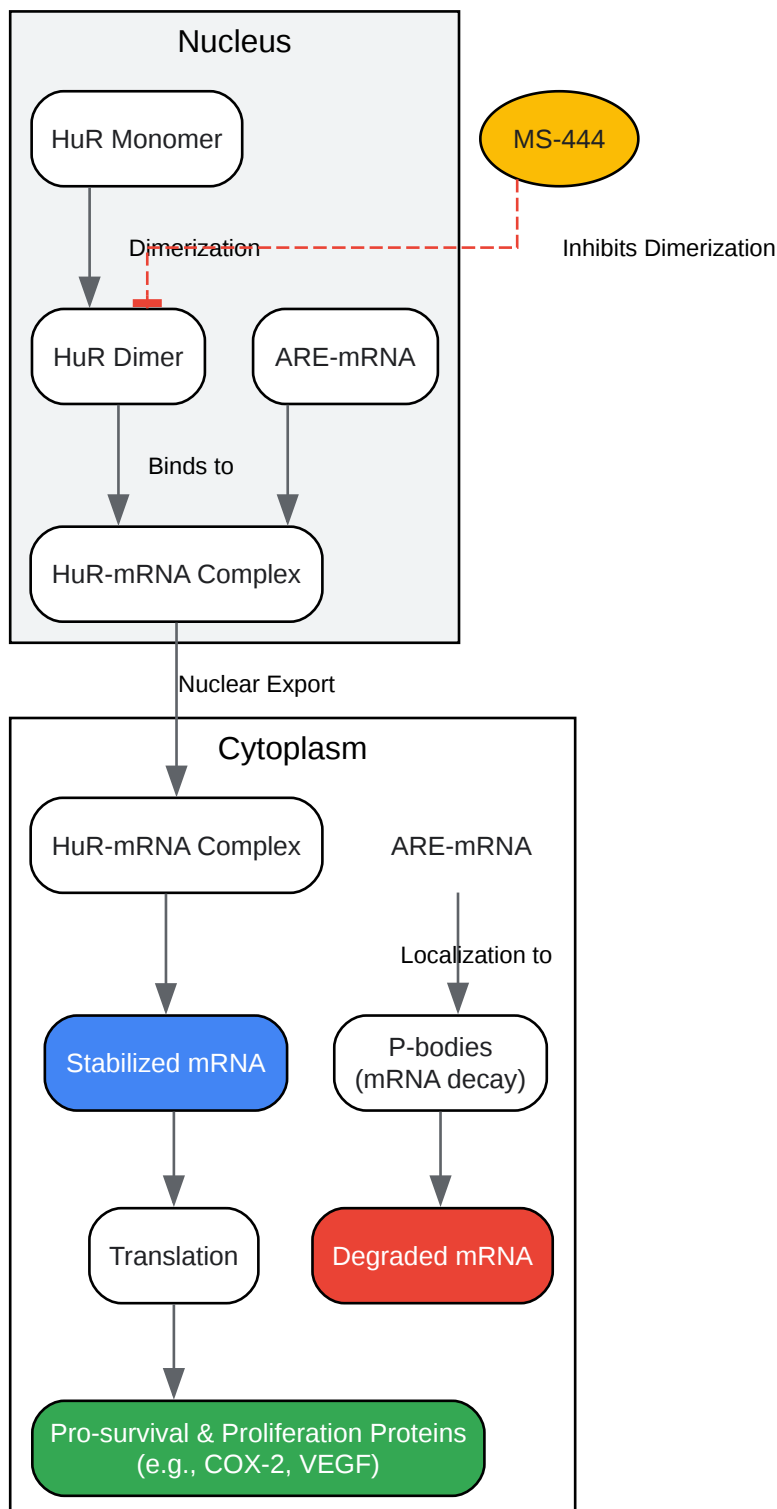 Nucleus
HuR Monomer
MS-444
Dimerization
Inhibits Dimerization
HuR Dimer
ARE-mRNA
Binds to
HuR-mRNA Complex
Nuclear Export
Cytoplasm
HuR-mRNA Complex
ARE-mRNA
Localization to
Stabilized mRNA
P-bodies
(mRNA decay)
Translation
Degraded mRNA
Pro-survival & Proliferation Proteins
(e.g., COX-2, VEGF)